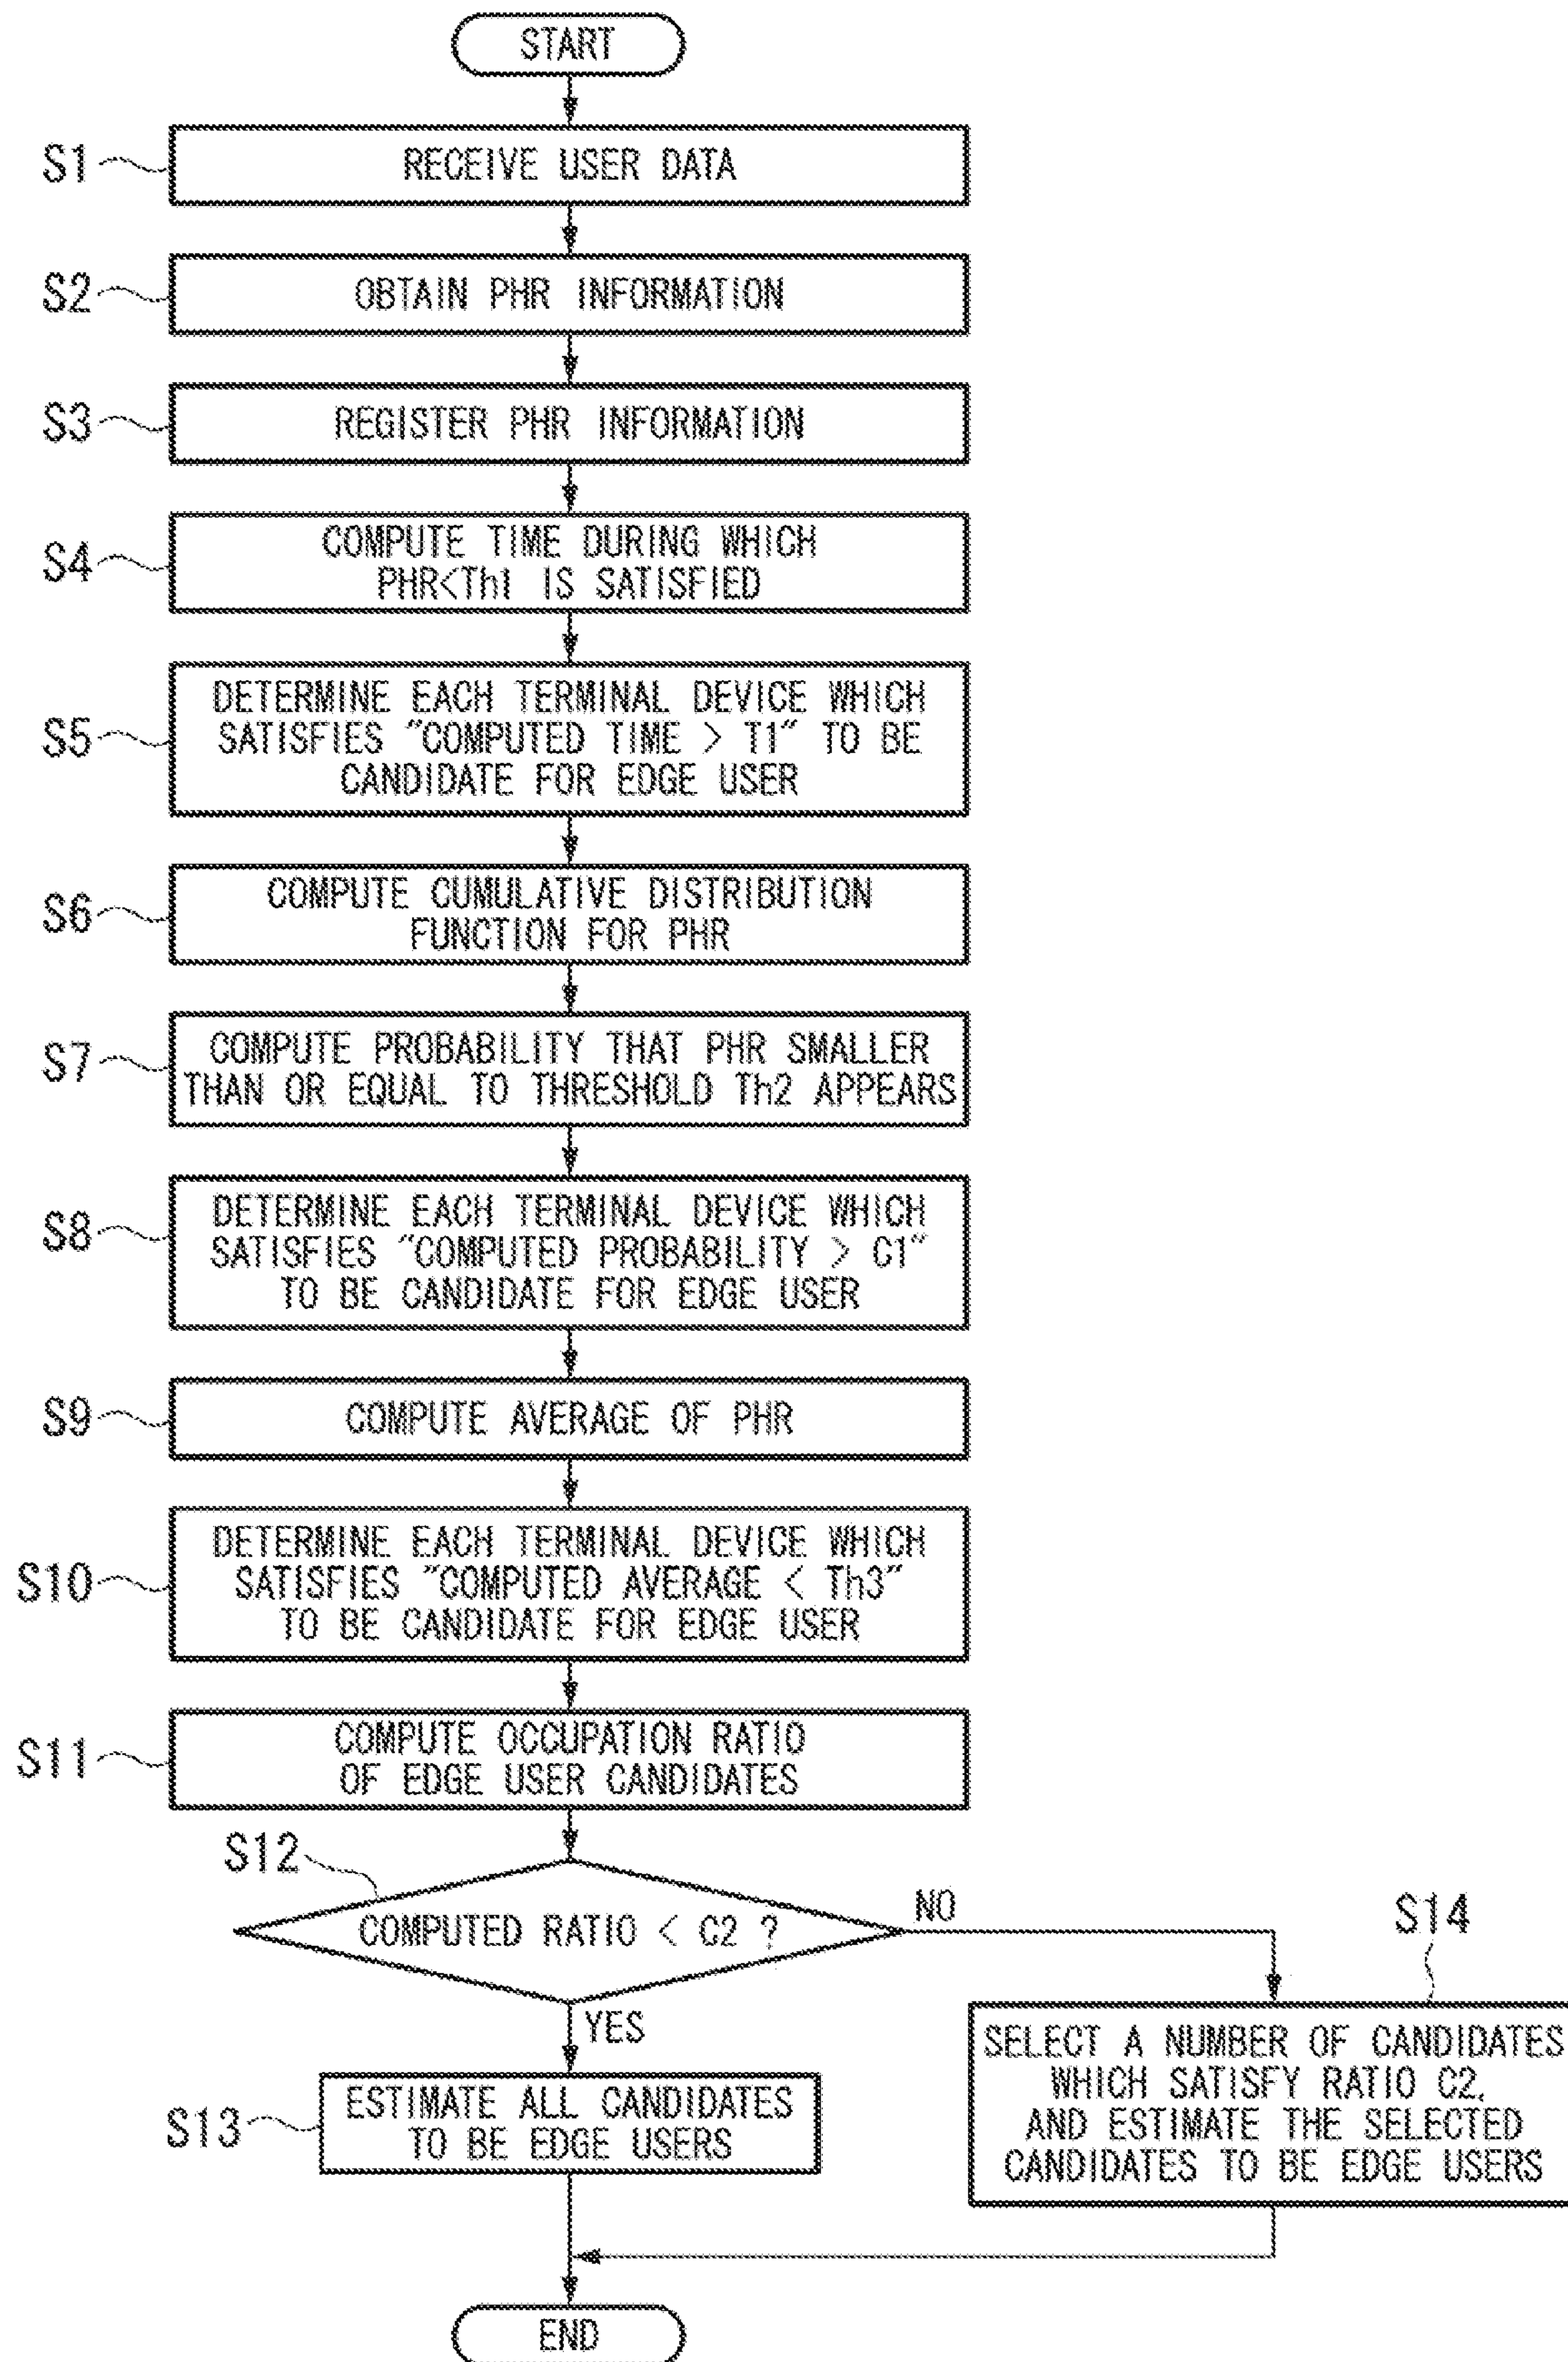 START
S1
RECEIVE USER DATA
S2
OBTAIN PHR INFORMATION
S3
REGISTER PHR INFORMATION
S4
COMPUTE TIME DURING WHICH
PHR<Th1 IS SATISFIED
S5
DETERMINE EACH TERMINAL DEVICE WHICH
SATISFIES "COMPUTED TIME > T1" TO BE
CANDIDATE FOR EDGE USER
S6
COMPUTE CUMULATIVE DISTRIBUTION
FUNCTION FOR PHR
S7
COMPUTE PROBABILITY THAT PHR SMALLER
THAN OR EQUAL TO THRESHOLD Th2 APPEARS
S8
DETERMINE EACH TERMINAL DEVICE WHICH
SATISFIES "COMPUTED PROBABILITY > C1"
TO BE CANDIDATE FOR EDGE USER
S9
COMPUTE AVERAGE OF PHR
S10
DETERMINE EACH TERMINAL DEVICE WHICH
SATISFIES "COMPUTED AVERAGE < Th3"
TO BE CANDIDATE FOR EDGE USER
S11
COMPUTE OCCUPATION RATIO
OF EDGE USER CANDIDATES
S12
COMPUTED RATIO < C2 ?
NO
YES
S13
ESTIMATE ALL CANDIDATES
TO BE EDGE USERS
S14
SELECT A NUMBER OF CANDIDATES
WHICH SATISFY RATIO C2,
AND ESTIMATE THE SELECTED
CANDIDATES TO BE EDGE USERS
END